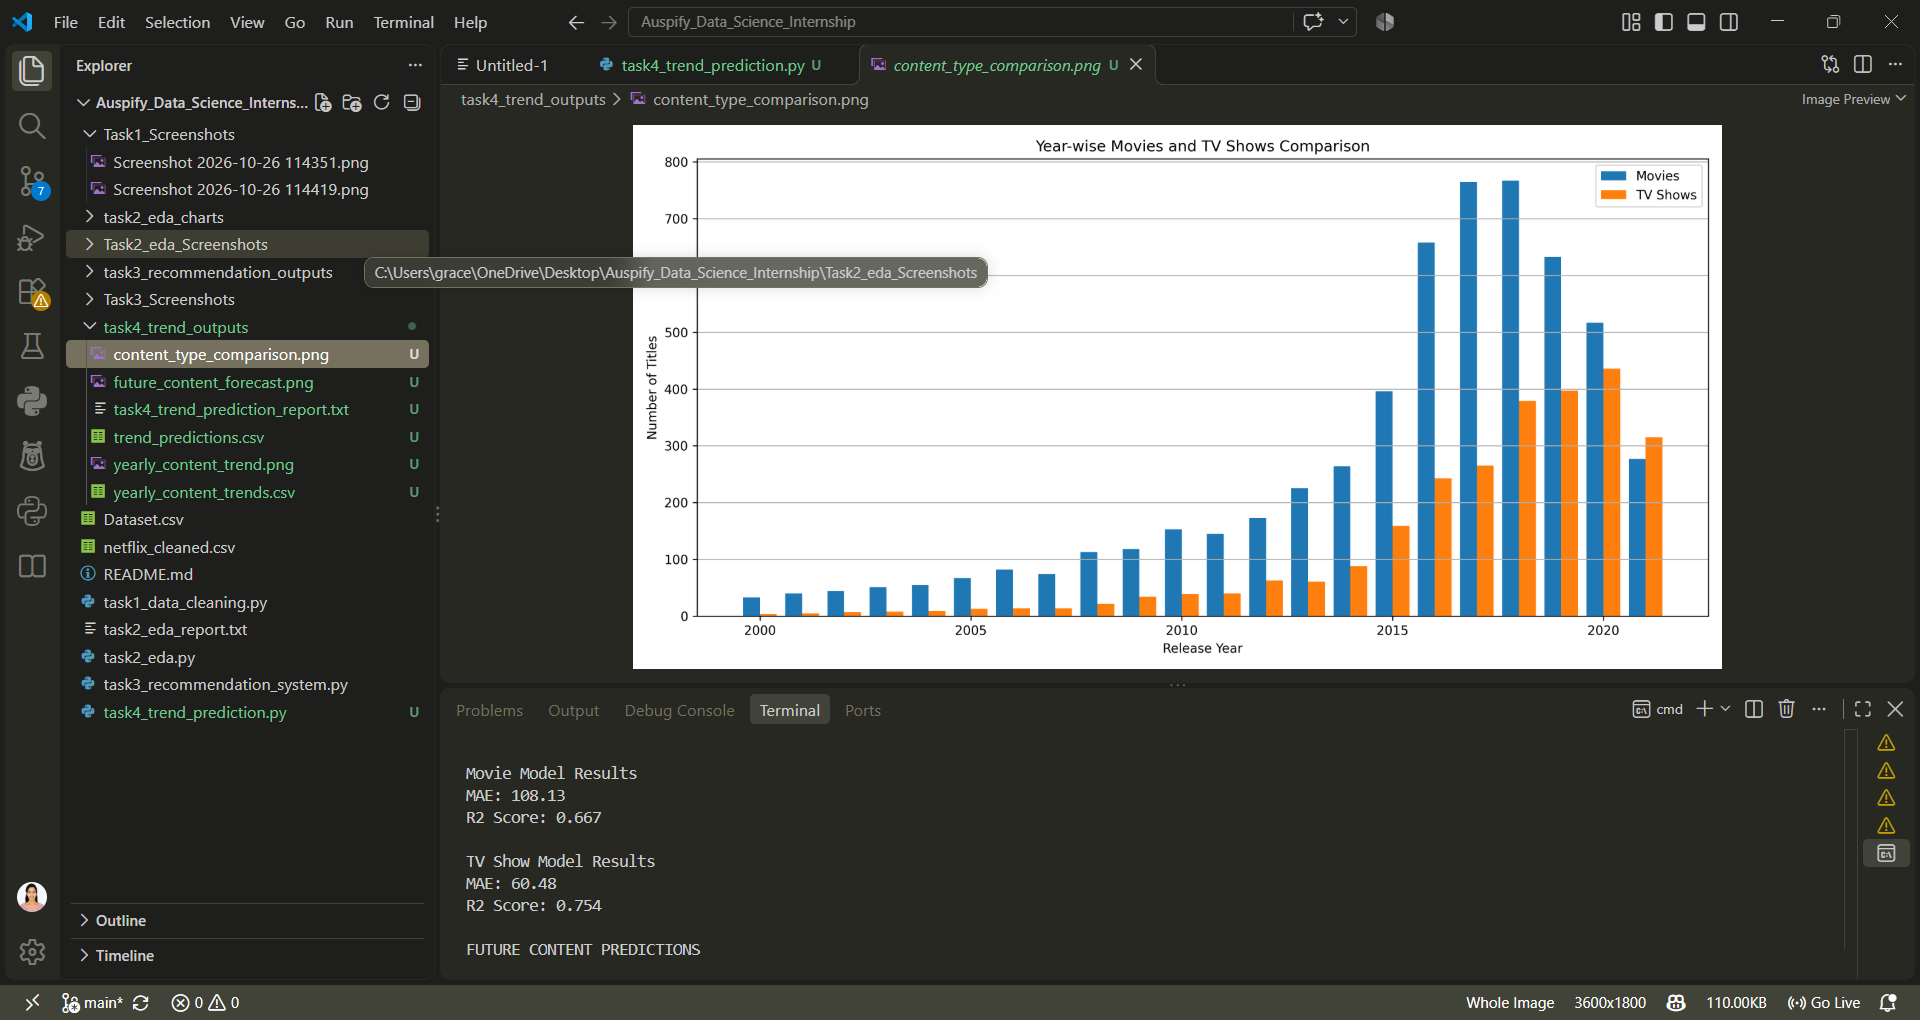 File Edit Selection View Go Run Terminal Help
Auspify_Data_Science_Internship
Explorer
Auspify_Data_Science_Interns...
Task1_Screenshots
Screenshot 2026-10-26 114351.png
Screenshot 2026-10-26 114419.png
task2_eda_charts
Task2_eda_Screenshots
task3_recommendation_outputs
Task3_Screenshots
task4_trend_outputs
content_type_comparison.png U
future_content_forecast.png U
task4_trend_prediction_report.txt U
trend_predictions.csv U
yearly_content_trend.png U
yearly_content_trends.csv U
Dataset.csv
netflix_cleaned.csv
README.md
task1_data_cleaning.py
task2_eda_report.txt
task2_eda.py
task3_recommendation_system.py
task4_trend_prediction.py U
Outline
Timeline
7
Untitled-1
task4_trend_prediction.py U
content_type_comparison.png U
task4_trend_outputs > content_type_comparison.png
Image Preview
C:\Users\grace\OneDrive\Desktop\Auspify_Data_Science_Internship\Task2_eda_Screenshots
Year-wise Movies and TV Shows Comparison
Movies
TV Shows
Number of Titles
800
700
500
400
300
200
100
0
2000 2005 2010 2015 2020
Release Year
Problems Output Debug Console Terminal Ports
cmd
Movie Model Results
MAE: 108.13
R2 Score: 0.667
TV Show Model Results
MAE: 60.48
R2 Score: 0.754
FUTURE CONTENT PREDICTIONS
main* 0 0
Whole Image 3600x1800 110.00KB Go Live